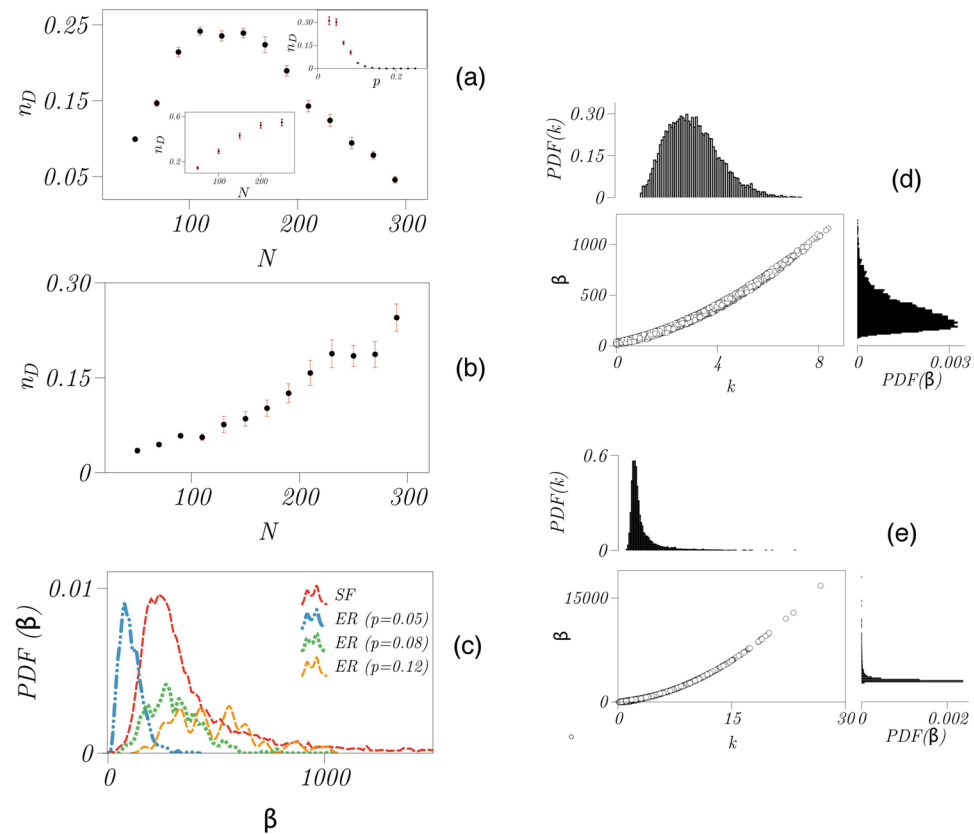 0.25
0.15
0.05
n_D
100
200
300
N
0.30
0.15
0
n_D
0
0.2
p
0.6
0.2
n_D
100
200
N
(a)
0.30
0.15
0
n_D
100
200
300
N
(b)
0.01
0
PDF (β)
SF
ER (p=0.05)
ER (p=0.08)
ER (p=0.12)
0
1000
β
(c)
0.30
0.15
0
PDF(k)
(d)
1000
500
0
β
0
4
8
k
0
0.003
PDF(β)
0.6
0
PDF(k)
(e)
15000
0
β
0
15
30
k
0
0.002
PDF(β)